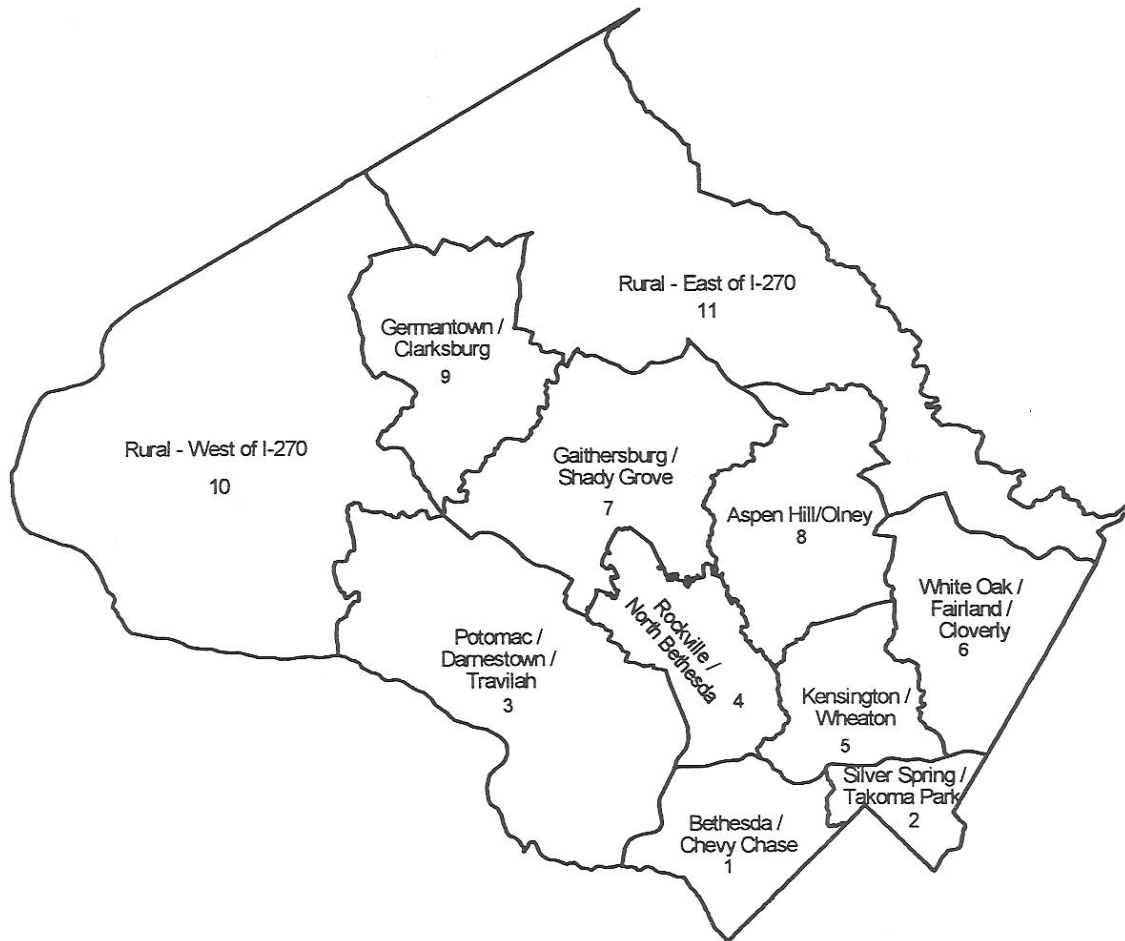 Rural - East of I-270
11
Germantown /
Clarksburg
9
Rural - West of I-270
10
Gaithersburg /
Shady Grove
7
Aspen Hill/Olney
8
White Oak /
Fairland /
Cloverly
6
Rockville /
North Bethesda
4
Potomac /
Darnestown /
Travilah
3
Kensington /
Wheaton
5
Silver Spring /
Takoma Park
2
Bethesda /
Chevy Chase
1